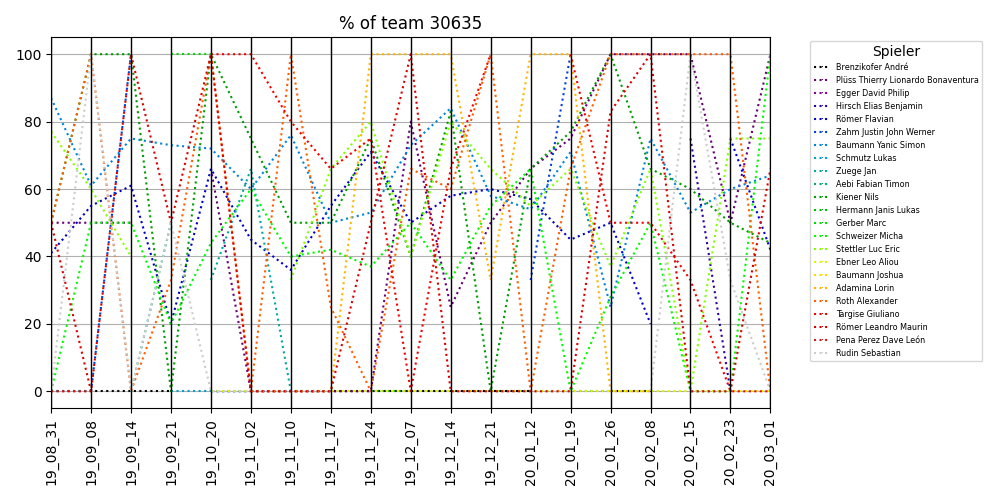 % of team 30635
100
80
60
40
20
0
19_08_31
19_09_08
19_09_14
19_09_21
19_10_20
19_11_02
19_11_10
19_11_17
19_11_24
19_12_07
19_12_14
19_12_21
20_01_12
20_01_19
20_01_26
20_02_08
20_02_15
20_02_23
20_03_01
Spieler
Brenzikofer André
Plüss Thierry Lionardo Bonaventura
Egger David Philip
Hirsch Elias Benjamin
Römer Flavian
Zahm Justin John Werner
Baumann Yanic Simon
Schmutz Lukas
Zuege Jan
Aebi Fabian Timon
Kiener Nils
Hermann Janis Lukas
Gerber Marc
Schweizer Micha
Stettler Luc Eric
Ebner Leo Aliou
Baumann Joshua
Adamina Lorin
Roth Alexander
Targise Giuliano
Römer Leandro Maurin
Pena Perez Dave León
Rudin Sebastian